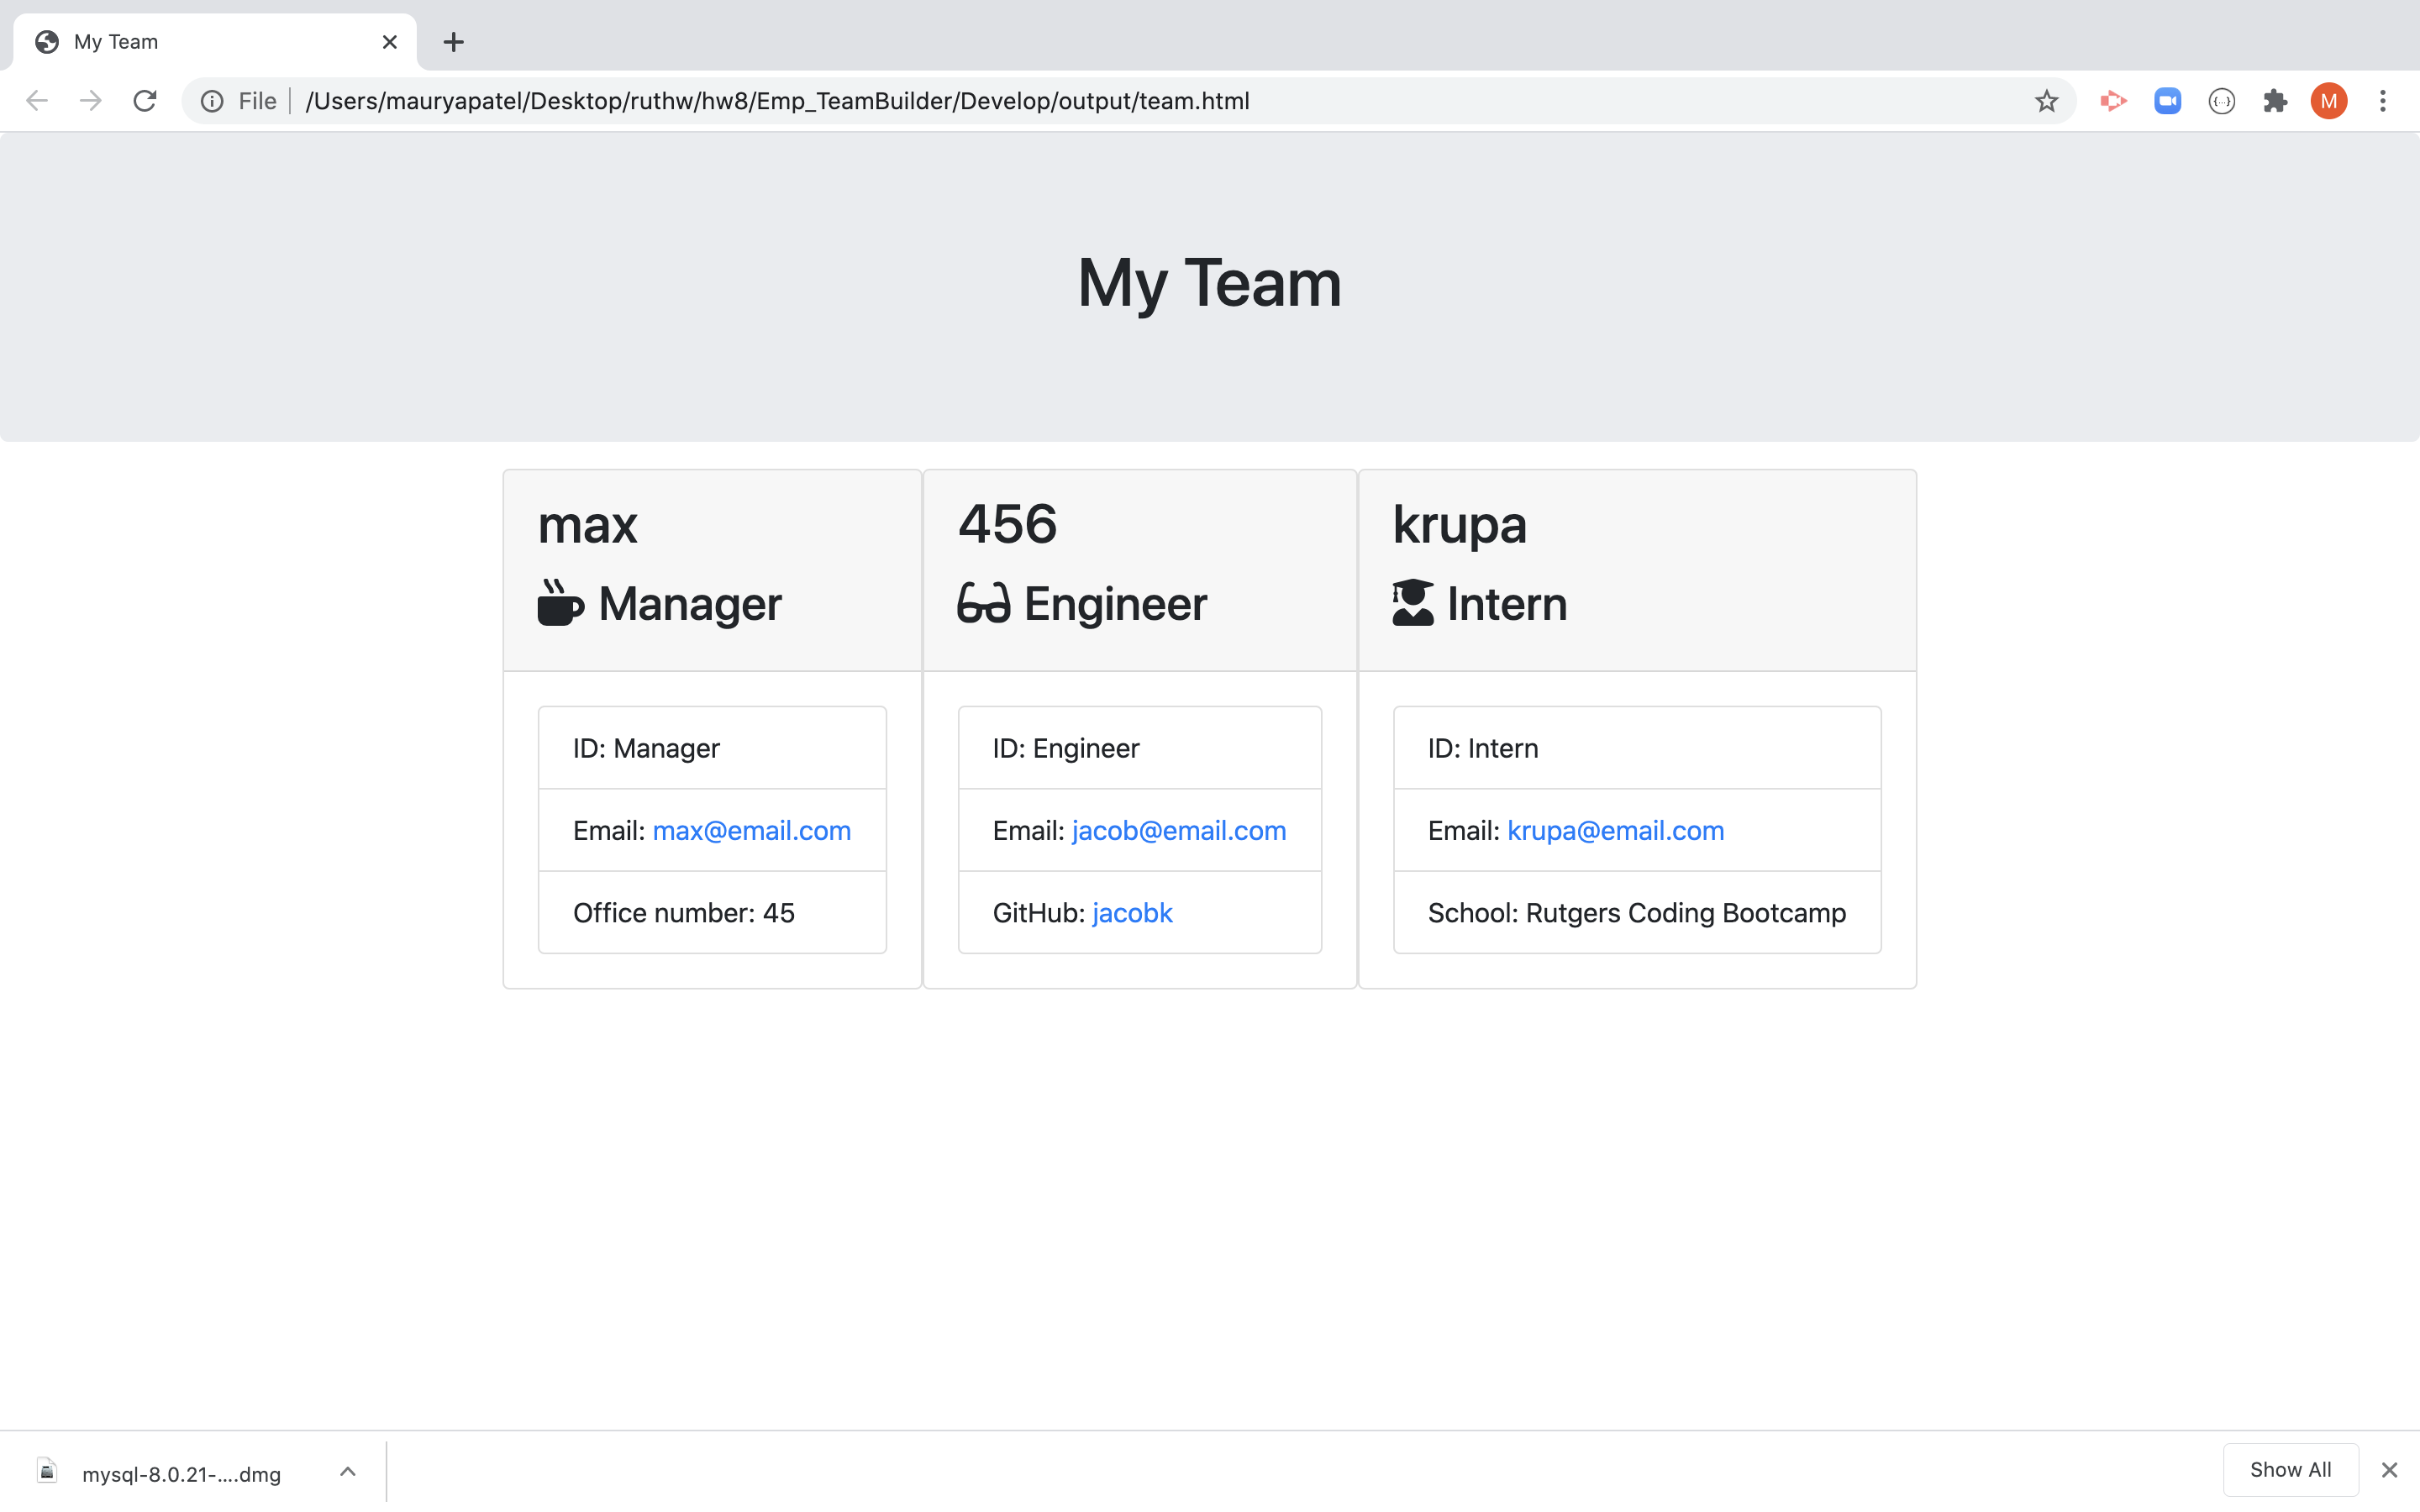 My Team
File
/Users/mauryapatel/Desktop/ruthw/hw8/Emp_TeamBuilder/Develop/output/team.html
M
My Team
max
Manager
ID: Manager
Email: max@email.com
Office number: 45
456
Engineer
ID: Engineer
Email: jacob@email.com
GitHub: jacobk
krupa
Intern
ID: Intern
Email: krupa@email.com
School: Rutgers Coding Bootcamp
mysql-8.0.21-....dmg
Show All